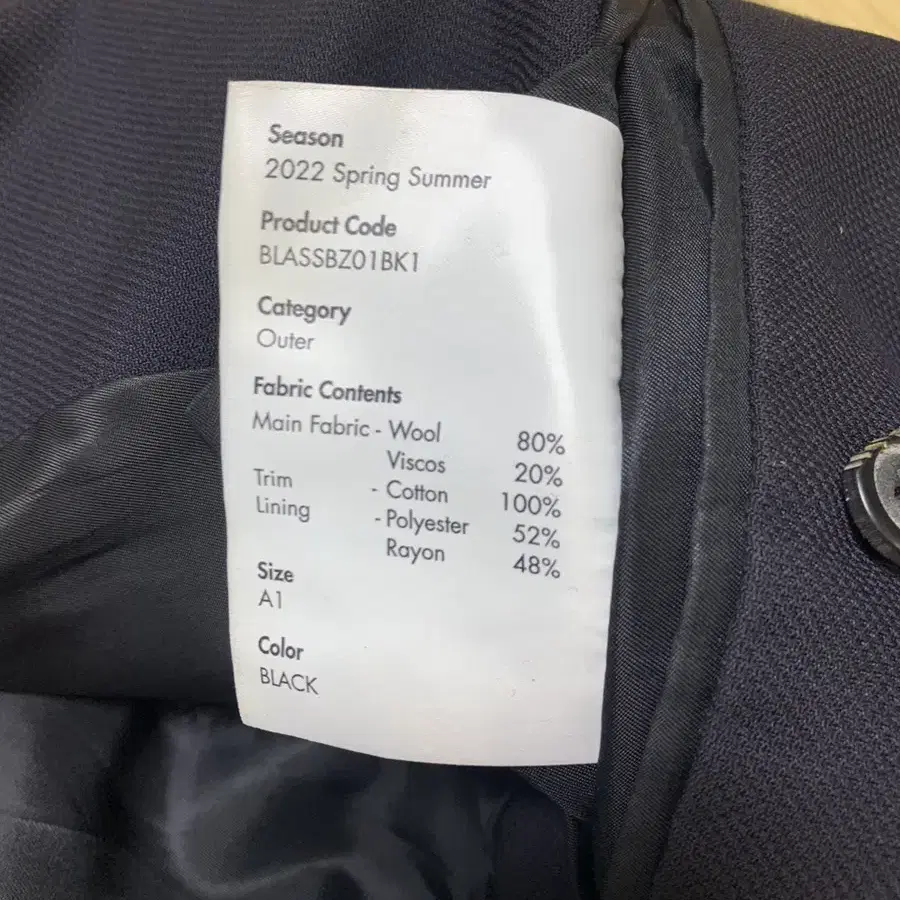 Season
2022 Spring Summer
Product Code
BLASSBZ01BK1
Category
Outer
Fabric Contents
Main Fabric - Wool 80%
Viscos 20%
Trim - Cotton 100%
Lining - Polyester 52%
Rayon 48%
Size
A1
Color
BLACK